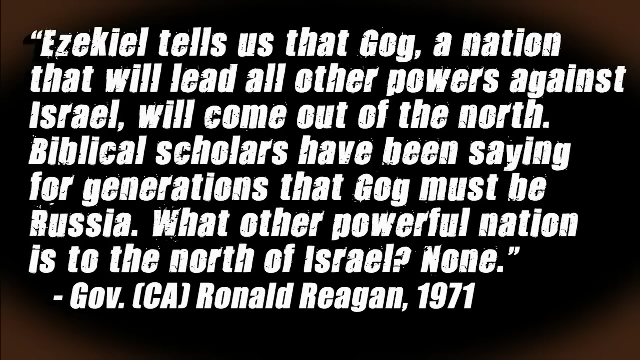 “Ezekiel tells us that Gog, a nation
that will lead all other powers against
Israel, will come out of the north.
Biblical scholars have been saying
for generations that Gog must be
Russia. What other powerful nation
is to the north of Israel? None.”
- Gov. (CA) Ronald Reagan, 1971